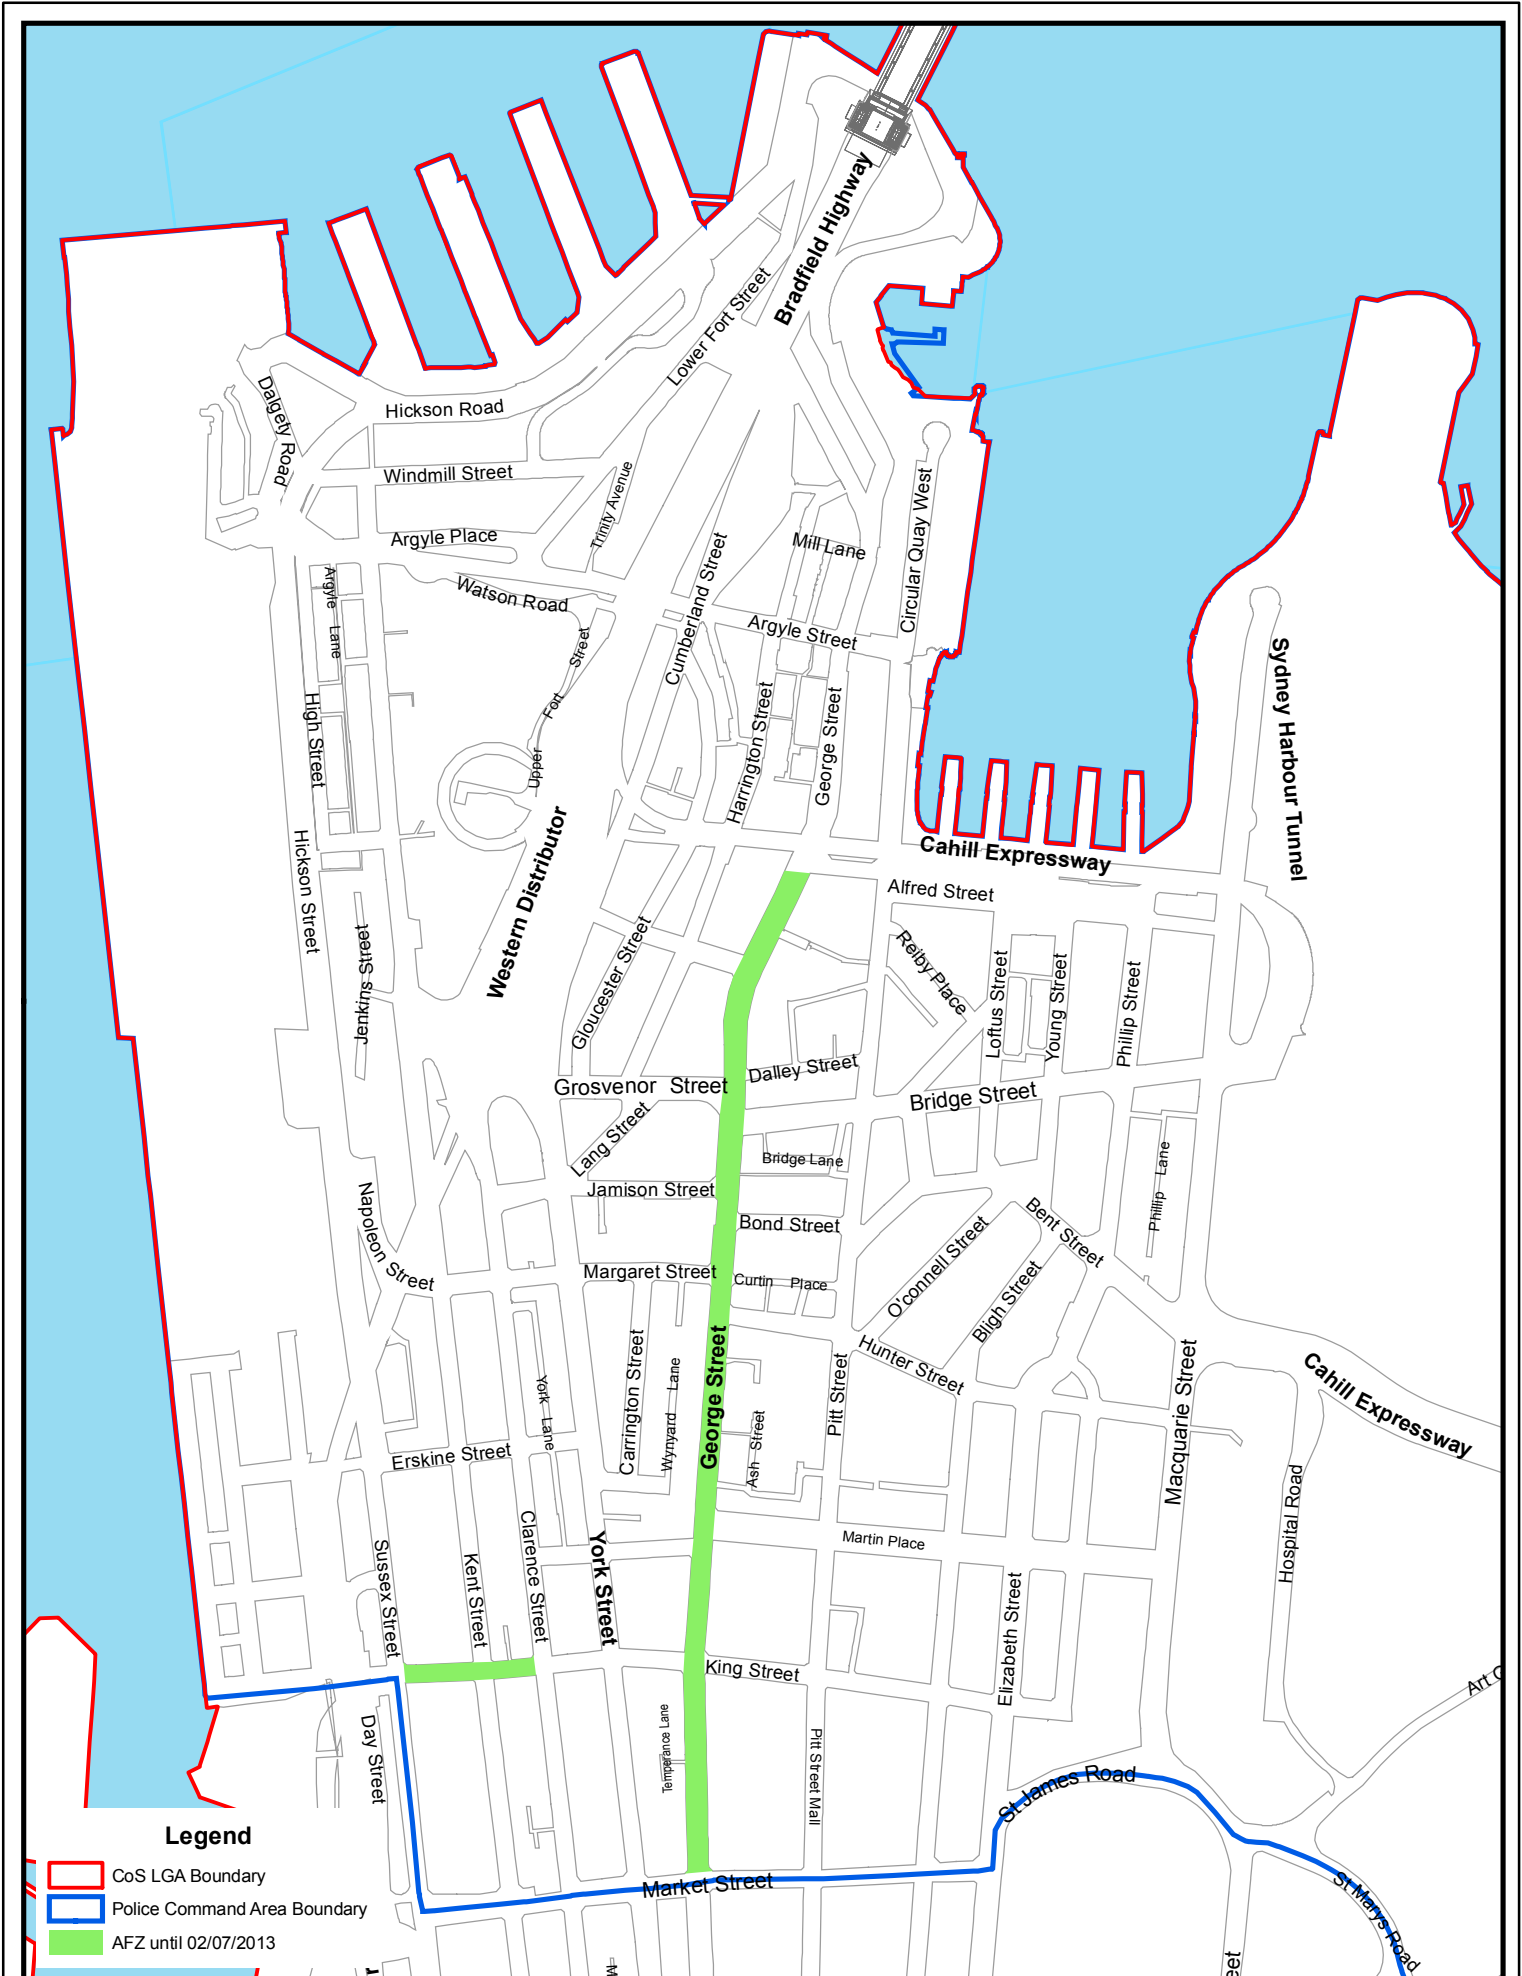 Bradfield Highway
Lower Fort Street
Dalgety Road
Hickson Road
Windmill Street
Trinity Avenue
Argyle Place
Circular Quay West
Mill Lane
Watson Road
Argyle Lane
Cumberland Street
Argyle Street
Upper Fort Street
High Street
Harrington Street
George Street
Sydney Harbour Tunnel
Hickson Street
Western Distributor
Cahill Expressway
Alfred Street
Jenkins Street
Gloucester Street
Reiby Place
Loftus Street
Young Street
Phillip Street
Grosvenor Street
Dalley Street
Bridge Street
Lang Street
Bridge Lane
Phillip Lane
Jamison Street
Bond Street
Napoleon Street
Bent Street
O'connell Street
Margaret Street
Curtin Place
Bligh Street
Hunter Street
Carrington Street
Wynyard Lane
George Street
Pitt Street
Macquarie Street
Cahill Expressway
York Lane
Ash Street
Erskine Street
Hospital Road
Martin Place
Sussex Street
Kent Street
Clarence Street
York Street
Elizabeth Street
King Street
Art G
Day Street
Temperance Lane
Pitt Street Mall
St James Road
Market Street
St Marys Road
eet
M
r
Legend
CoS LGA Boundary
Police Command Area Boundary
AFZ until 02/07/2013